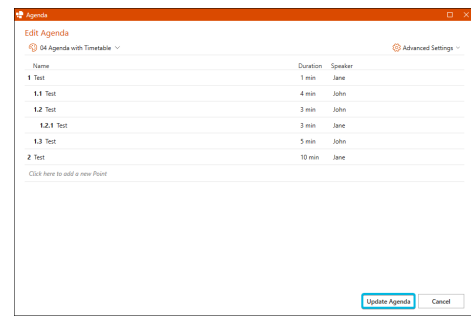 Agenda
Edit Agenda
04 Agenda with Timetable Advanced Settings
Name Duration Speaker
1 Test 1 min Jane
1.1 Test 4 min John
1.2 Test 3 min John
1.2.1 Test 3 min Jane
1.3 Test 5 min John
2 Test 10 min Jane
Click here to add a new Point
Update Agenda Cancel